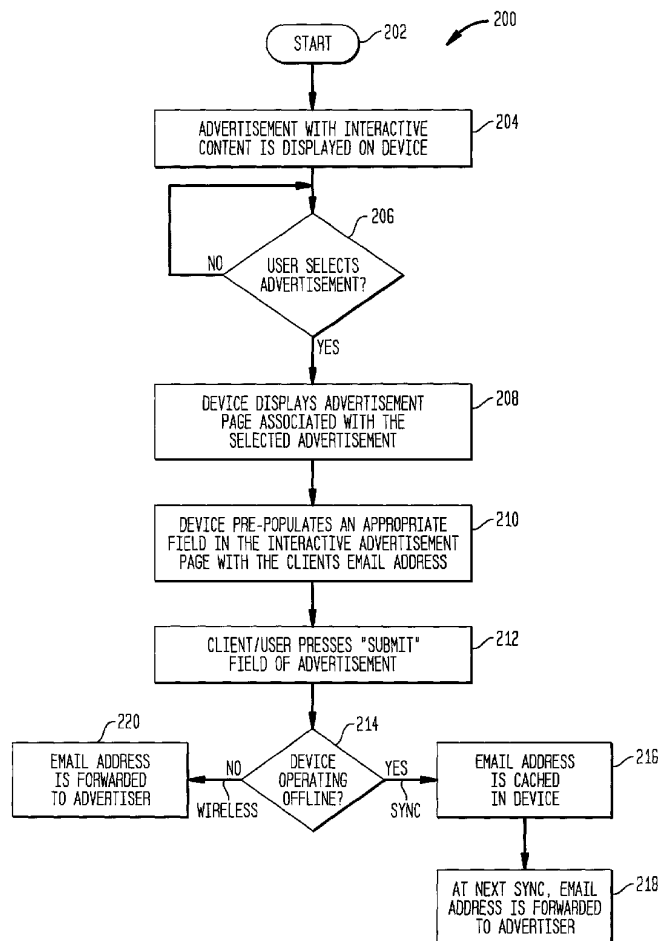 200
START
202
ADVERTISEMENT WITH INTERACTIVE
CONTENT IS DISPLAYED ON DEVICE
204
206
USER SELECTS
ADVERTISEMENT?
NO
YES
DEVICE DISPLAYS ADVERTISEMENT
PAGE ASSOCIATED WITH THE
SELECTED ADVERTISEMENT
208
DEVICE PRE-POPULATES AN APPROPRIATE
FIELD IN THE INTERACTIVE ADVERTISEMENT
PAGE WITH THE CLIENTS EMAIL ADDRESS
210
CLIENT/USER PRESSES "SUBMIT"
FIELD OF ADVERTISEMENT
212
214
DEVICE
OPERATING
OFFLINE?
NO
WIRELESS
220
EMAIL ADDRESS
IS FORWARDED
TO ADVERTISER
YES
SYNC
EMAIL ADDRESS
IS CACHED
IN DEVICE
216
AT NEXT SYNC, EMAIL
ADDRESS IS FORWARDED
TO ADVERTISER
218